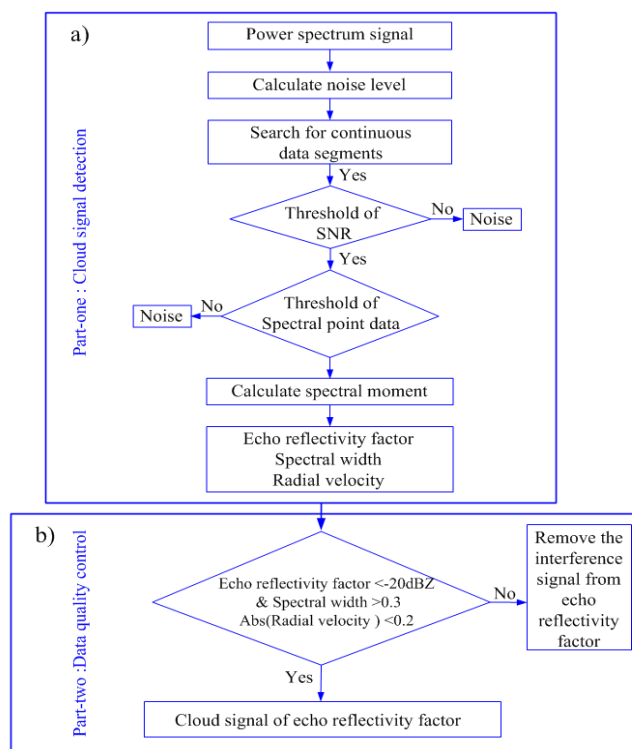 a)
Part-one : Cloud signal detection
Power spectrum signal
Calculate noise level
Search for continuous
data segments
Yes
Threshold of
SNR
No
Noise
Yes
Threshold of
Spectral point data
No
Noise
Calculate spectral moment
Echo reflectivity factor
Spectral width
Radial velocity
b)
Part-two :Data quality control
Echo reflectivity factor <-20dBZ
& Spectral width >0.3
Abs(Radial velocity ) <0.2
No
Remove the
interference
signal from
echo
reflectivity
factor
Yes
Cloud signal of echo reflectivity factor